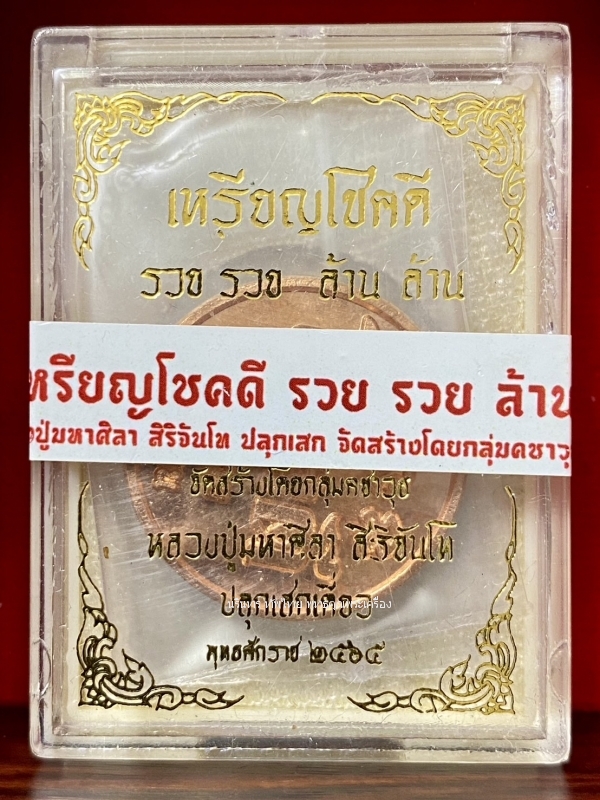 เหรียญโชคดี
รวย รวย ล้าน ล้าน
หรียญโชคดี รวย รวย ล้าน
งปู่มหาศิลา สิริจันโท ปลุกเสก จัดสร้างโดยกลุ่มคชาวุ
จัดสร้างโดยกลุ่มคชาวุธ
หลวงปู่มหาศิลา สิริจันโท
ปลุกเสกเดี่ยว
พุทธศักราช ๒๕๖๕